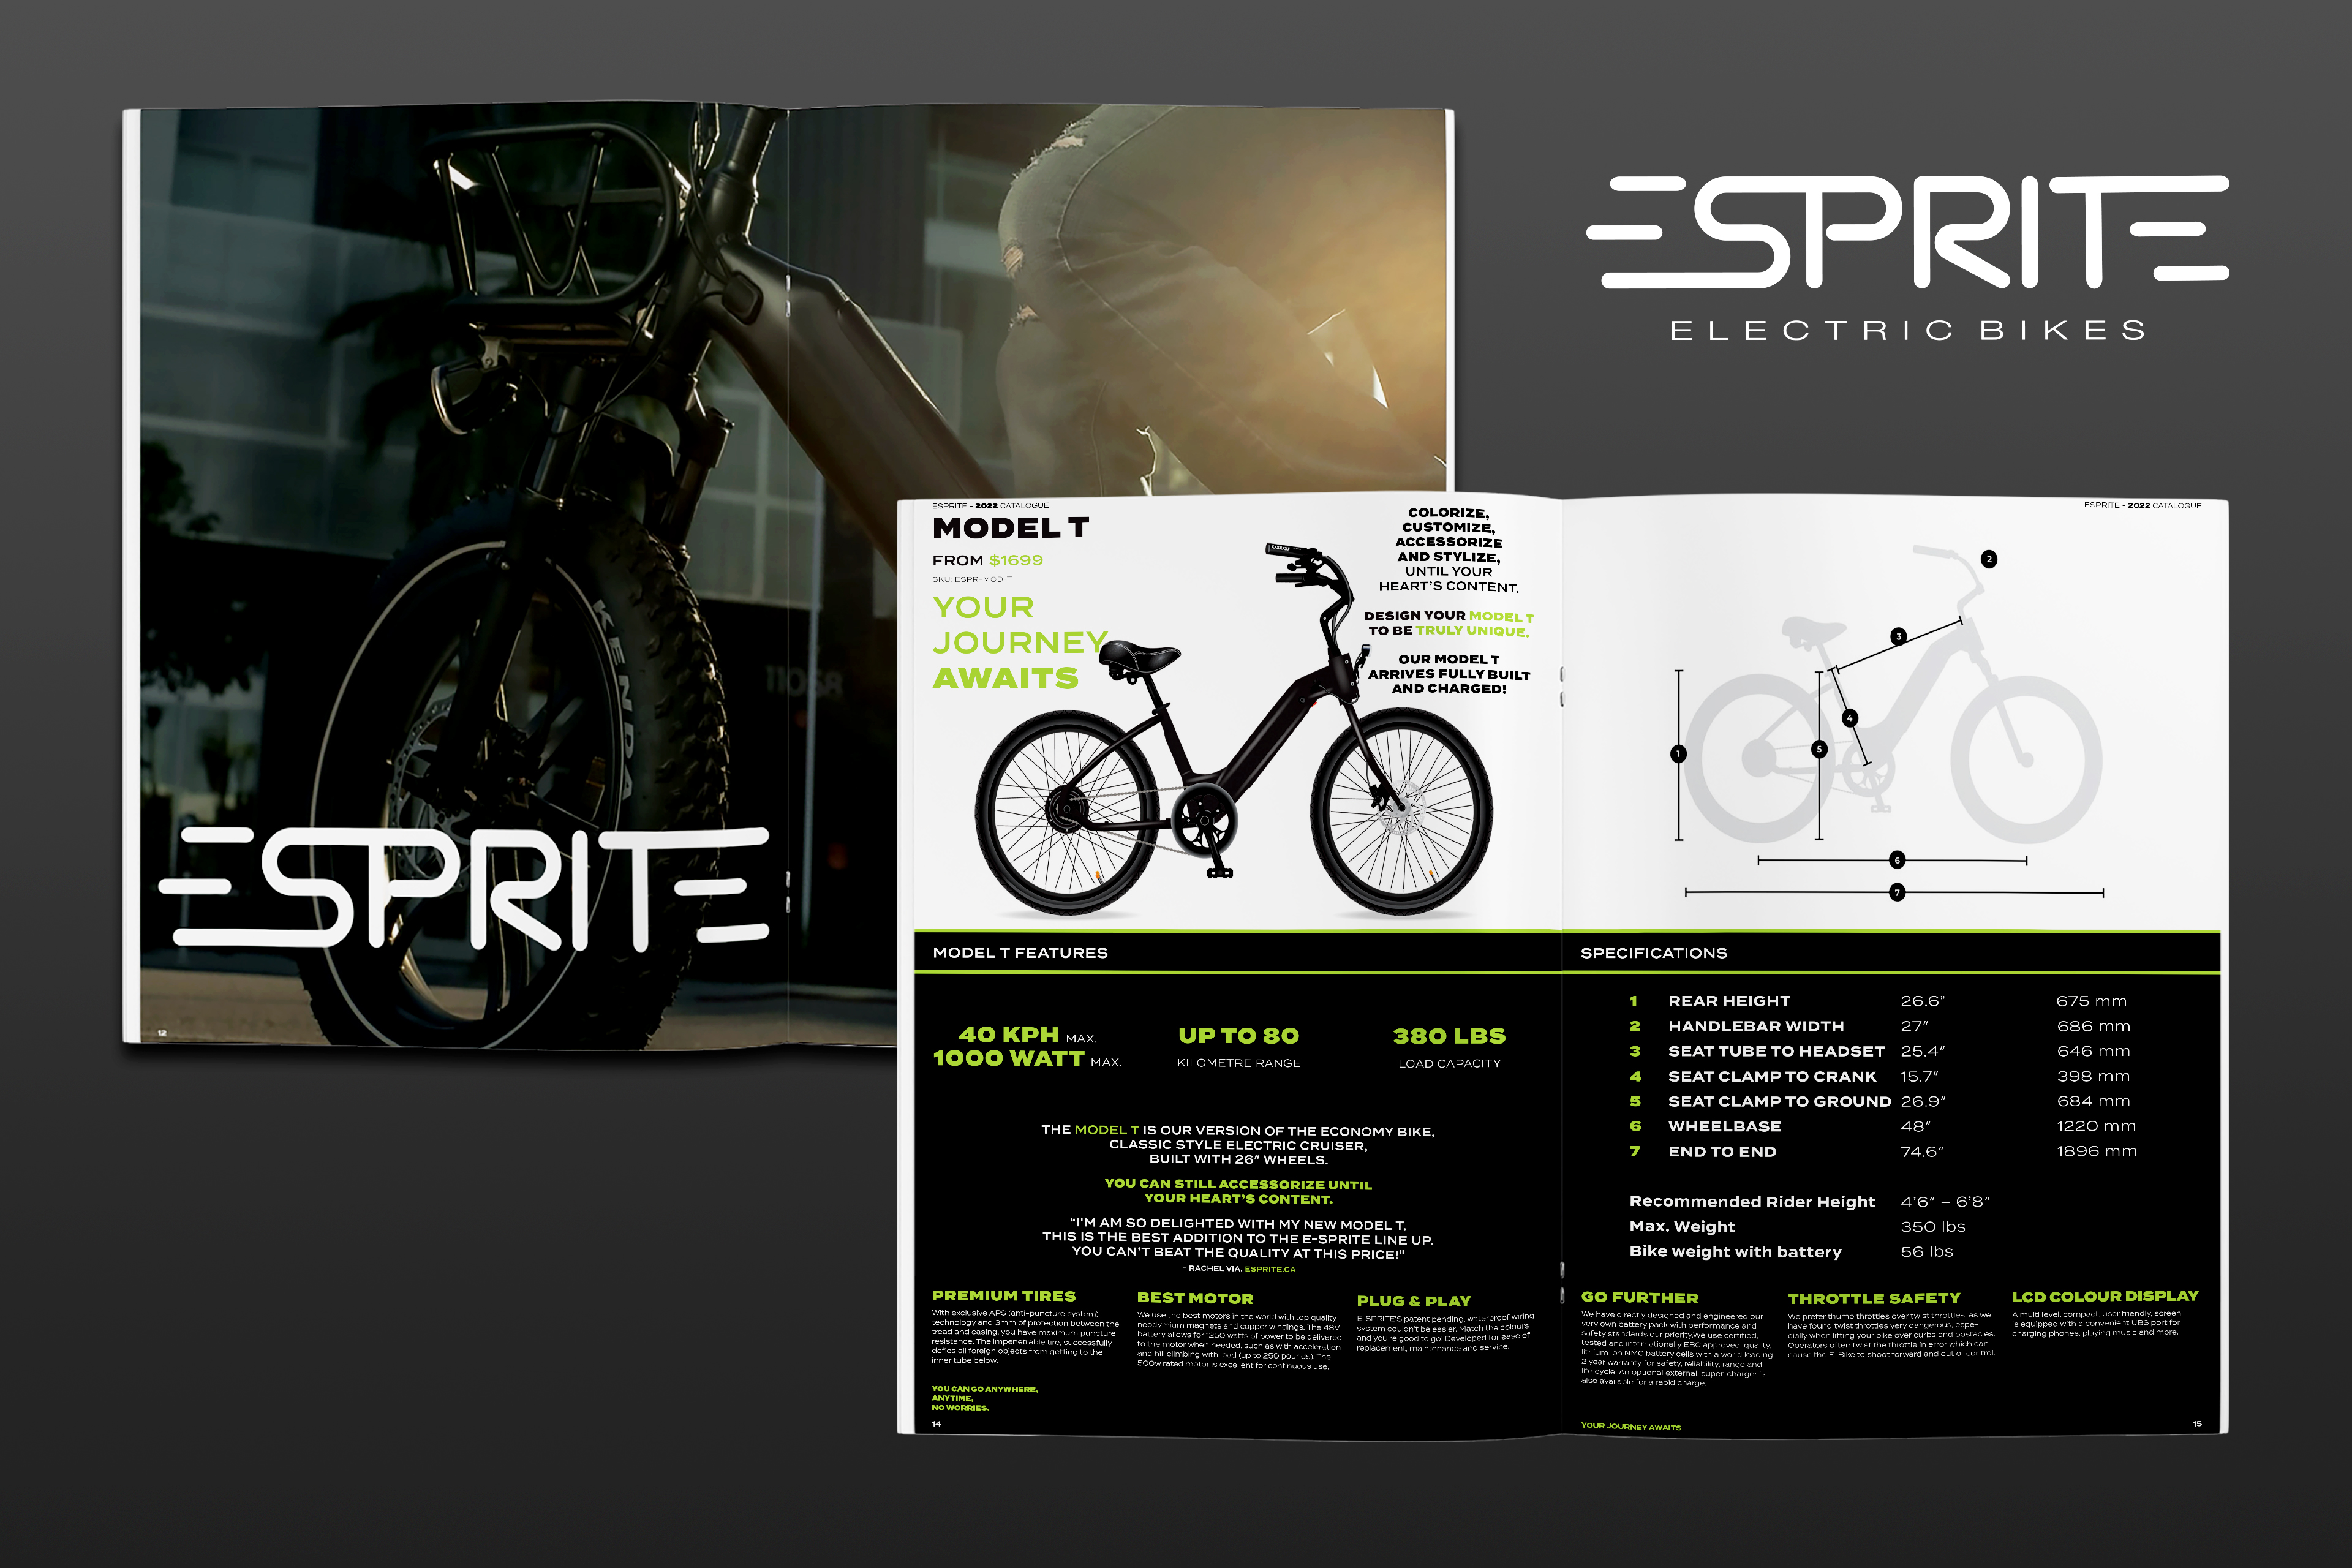 ESPRITE
ELECTRIC BIKES
KENDA
11068
ESPRITE
12
ESPRITE - 2022 CATALOGUE
MODEL T
FROM $1699
SKU: ESPR-MOD-T
YOUR
JOURNEY
AWAITS
COLORIZE,
CUSTOMIZE,
ACCESSORIZE
AND STYLIZE,
UNTIL YOUR
HEART'S CONTENT.
DESIGN YOUR MODEL T
TO BE TRULY UNIQUE.
OUR MODEL T
ARRIVES FULLY BUILT
AND CHARGED!
MODEL T FEATURES
40 KPH MAX.
1000 WATT MAX.
UP TO 80
KILOMETRE RANGE
380 LBS
LOAD CAPACITY
THE MODEL T IS OUR VERSION OF THE ECONOMY BIKE,
CLASSIC STYLE ELECTRIC CRUISER,
BUILT WITH 26" WHEELS.
YOU CAN STILL ACCESSORIZE UNTIL
YOUR HEART'S CONTENT.
"I'M AM SO DELIGHTED WITH MY NEW MODEL T.
THIS IS THE BEST ADDITION TO THE E-SPRITE LINE UP.
YOU CAN'T BEAT THE QUALITY AT THIS PRICE!"
- RACHEL VIA. ESPRITE.CA
PREMIUM TIRES
With exclusive APS (anti-puncture system)
technology and 3mm of protection between the
tread and casing, you have maximum puncture
resistance. The impenetrable tire, successfully
defies all foreign objects from getting to the
inner tube below.
YOU CAN GO ANYWHERE,
ANYTIME,
NO WORRIES.
14
BEST MOTOR
We use the best motors in the world with top quality
neodymium magnets and copper windings. The 48V
battery allows for 1250 watts of power to be delivered
to the motor when needed, such as with acceleration
and hill climbing with load (up to 250 pounds). The
500w rated motor is excellent for continuous use.
PLUG & PLAY
E-SPRITE'S patent pending, waterproof wiring
system couldn't be easier. Match the colours
and you're good to go! Developed for ease of
replacement, maintenance and service.
ESPRITE - 2022 CATALOGUE
2
3
4
1
5
6
7
SPECIFICATIONS
1 REAR HEIGHT 26.6" 675 mm
2 HANDLEBAR WIDTH 27" 686 mm
3 SEAT TUBE TO HEADSET 25.4" 646 mm
4 SEAT CLAMP TO CRANK 15.7" 398 mm
5 SEAT CLAMP TO GROUND 26.9" 684 mm
6 WHEELBASE 48" 1220 mm
7 END TO END 74.6" 1896 mm
Recommended Rider Height 4'6" – 6'8"
Max. Weight 350 lbs
Bike weight with battery 56 lbs
GO FURTHER
We have directly designed and engineered our
very own battery pack with performance and
safety standards our priority.We use certified,
tested and internationally EBC approved, quality,
lithium Ion NMC battery cells with a world leading
2 year warranty for safety, reliability, range and
life cycle. An optional external, super-charger is
also available for a rapid charge.
THROTTLE SAFETY
We prefer thumb throttles over twist throttles, as we
have found twist throttles very dangerous, espe-
cially when lifting your bike over curbs and obstacles.
Operators often twist the throttle in error which can
cause the E-Bike to shoot forward and out of control.
LCD COLOUR DISPLAY
A multi level, compact, user friendly, screen
is equipped with a convenient UBS port for
charging phones, playing music and more.
YOUR JOURNEY AWAITS
15